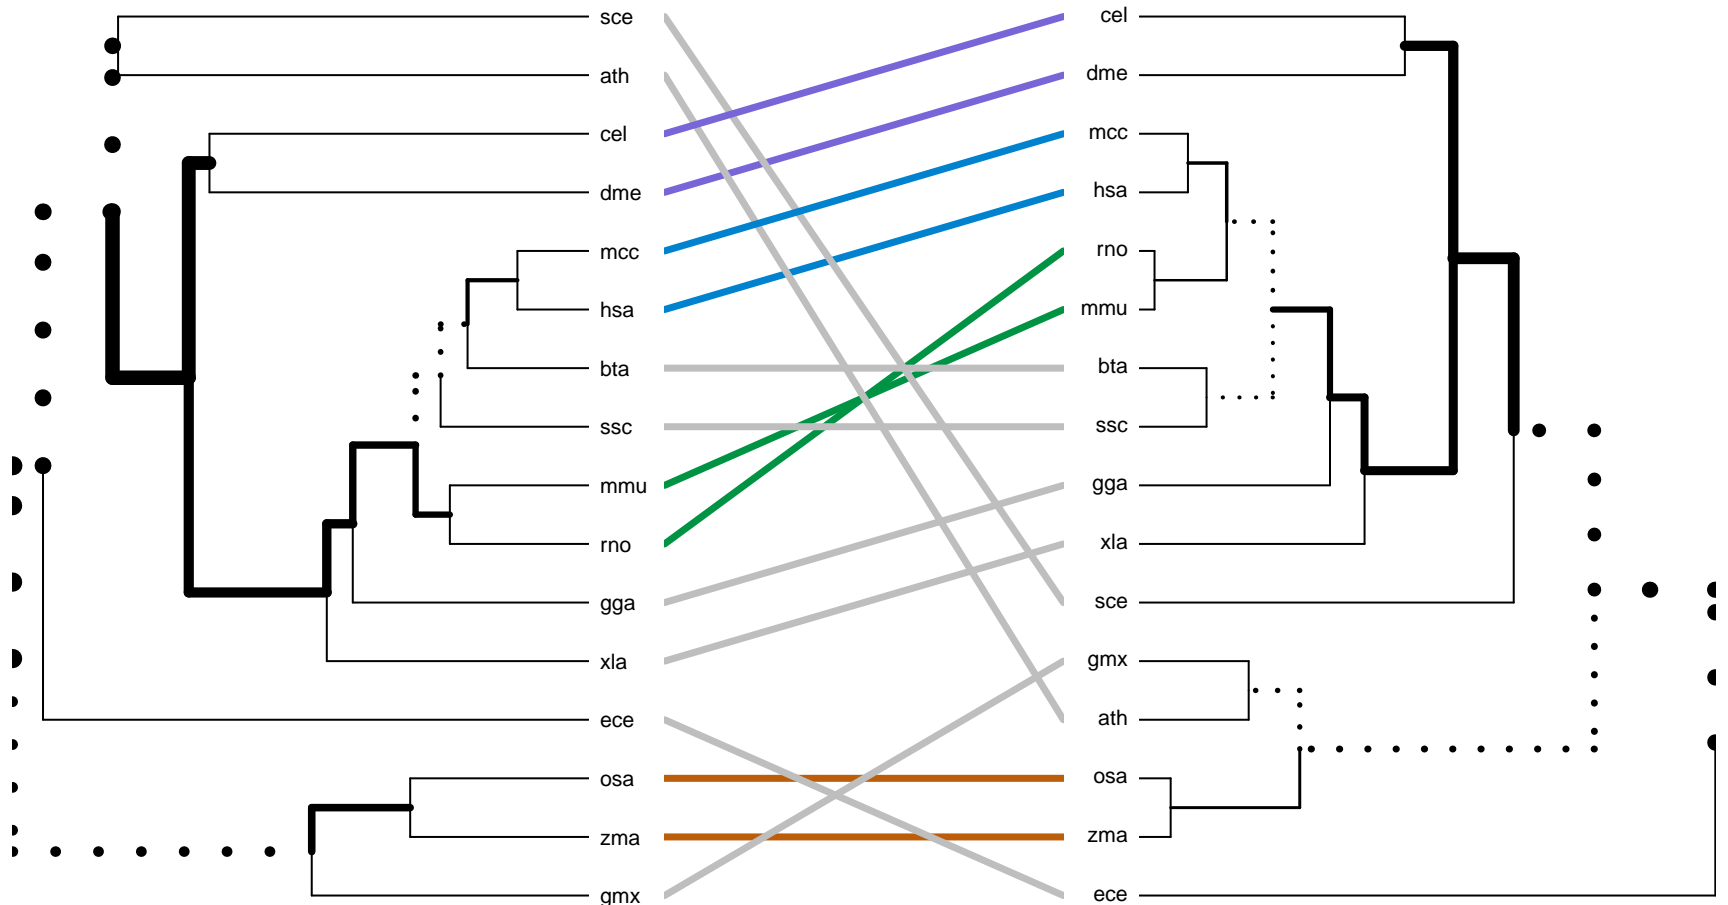 sce
ath
cel
dme
mcc
hsa
bta
ssc
mmu
rno
gga
xla
ece
osa
zma
gmx
cel
dme
mcc
hsa
rno
mmu
bta
ssc
gga
xla
sce
gmx
ath
osa
zma
ece